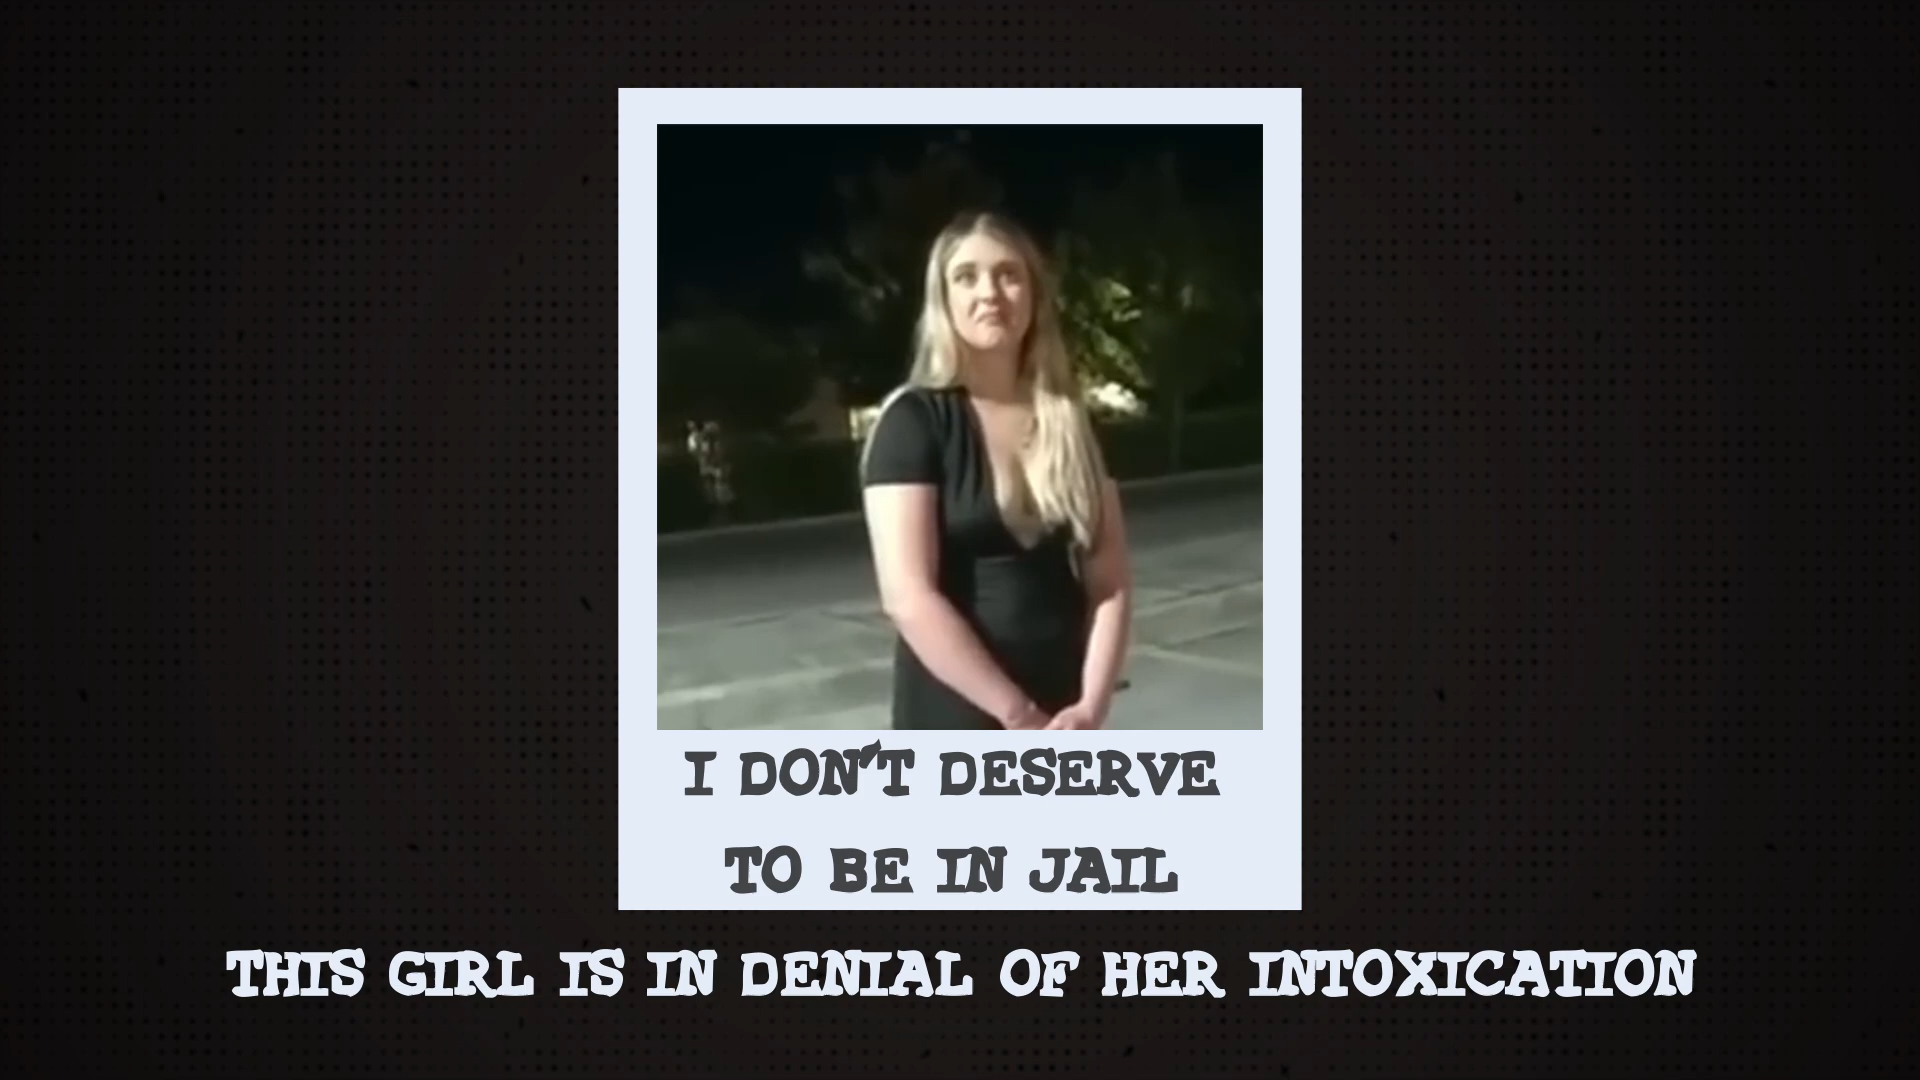 I DON'T DESERVE
TO BE IN JAIL
THIS GIRL IS IN DENIAL OF HER INTOXICATION